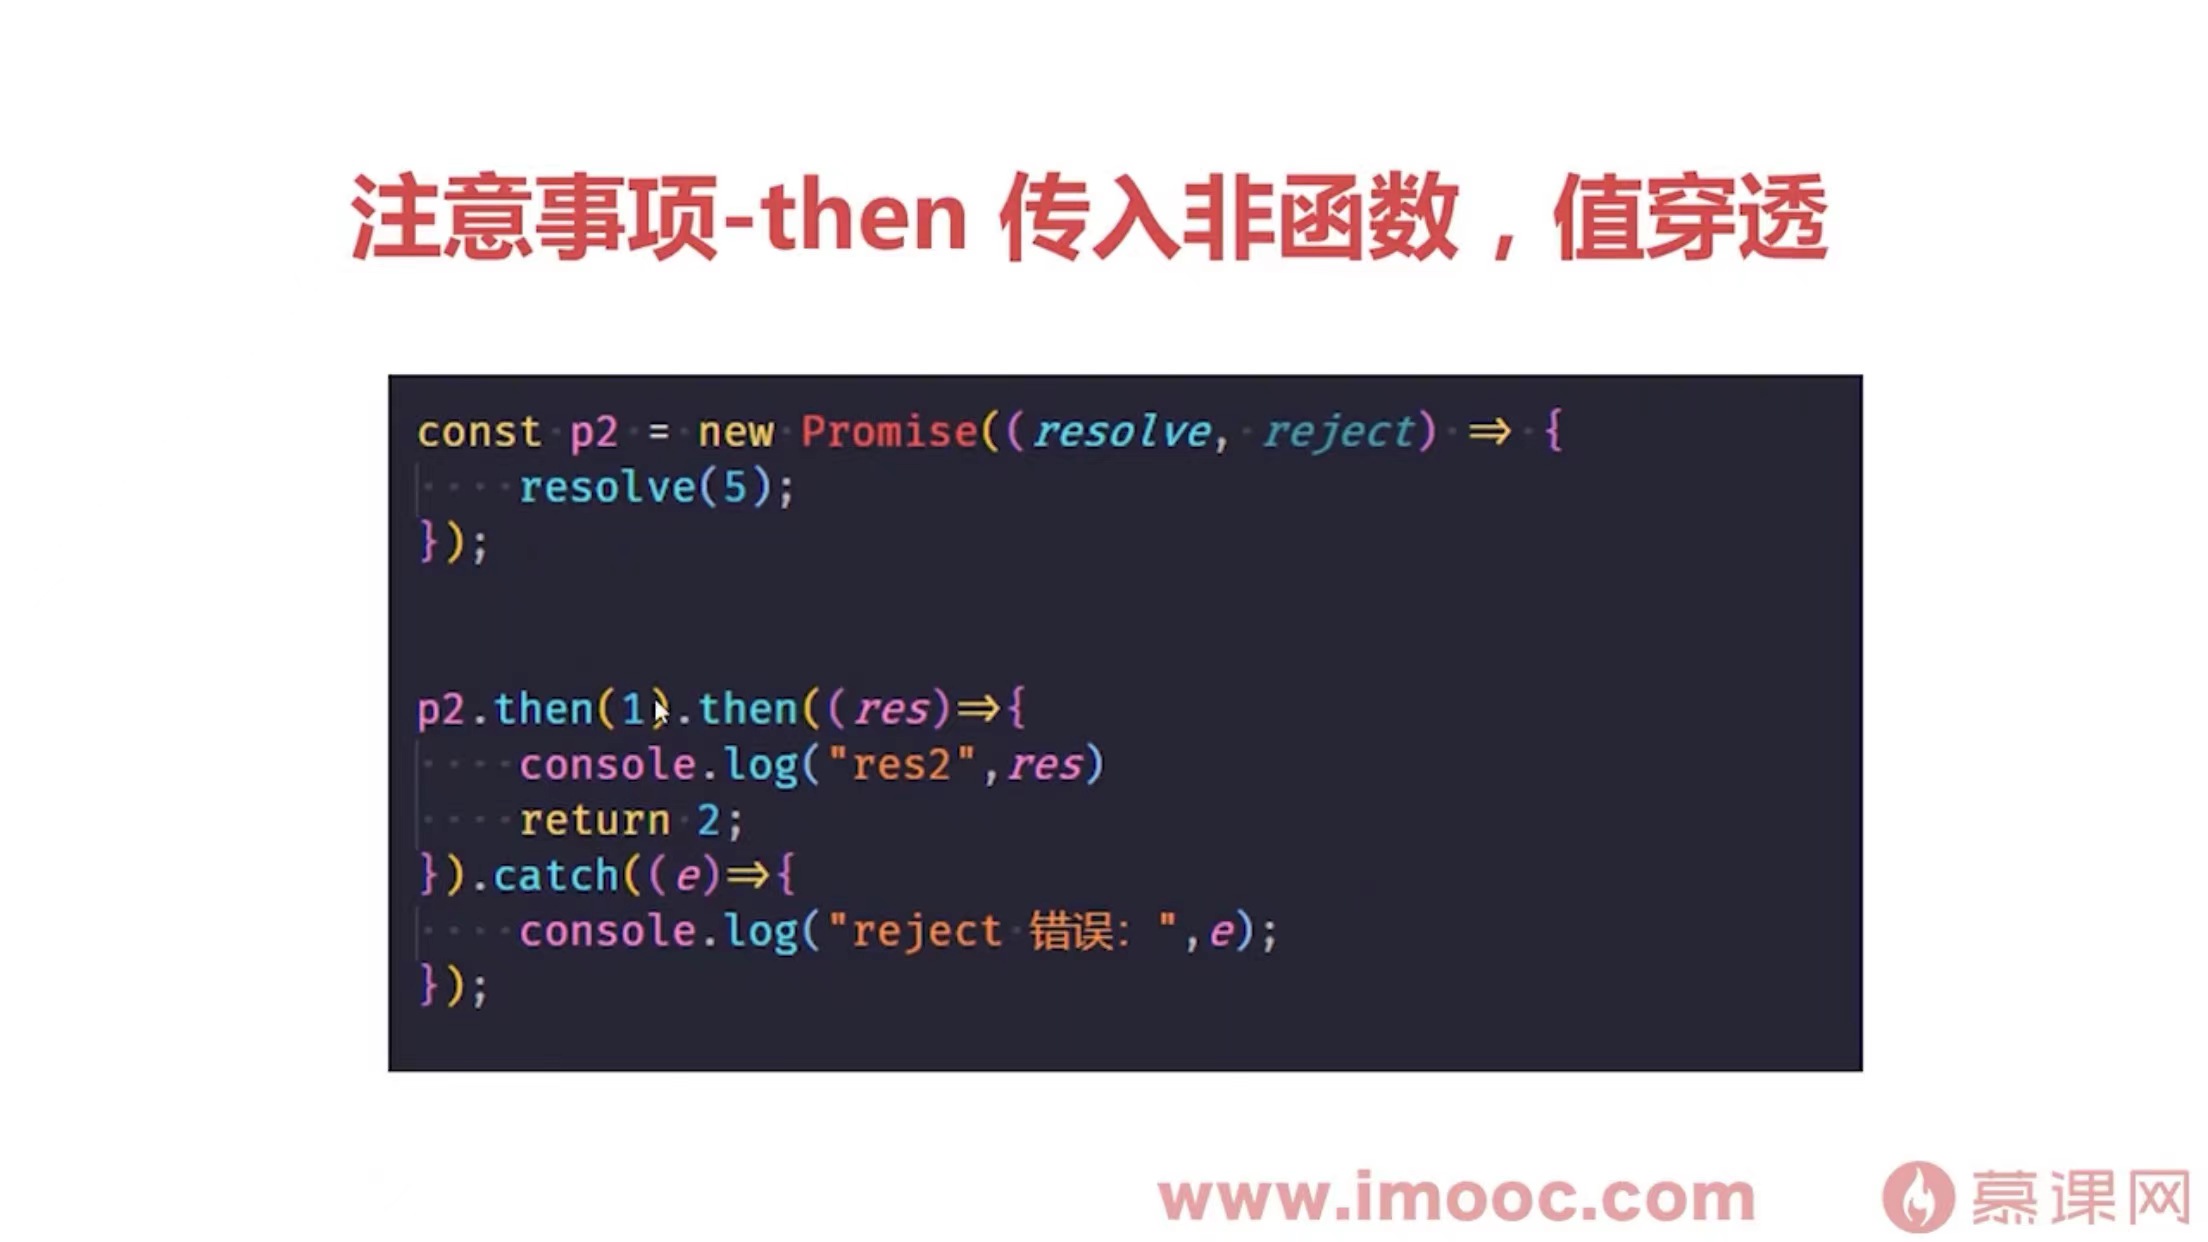 注意事项-then 传入非函数，值穿透
const p2 = new Promise((resolve, reject) => {
    resolve(5);
});
p2.then(1).then((res)=>{
    console.log("res2",res)
    return 2;
}).catch((e)=>{
    console.log("reject 错误：",e);
});
www.imooc.com 慕课网